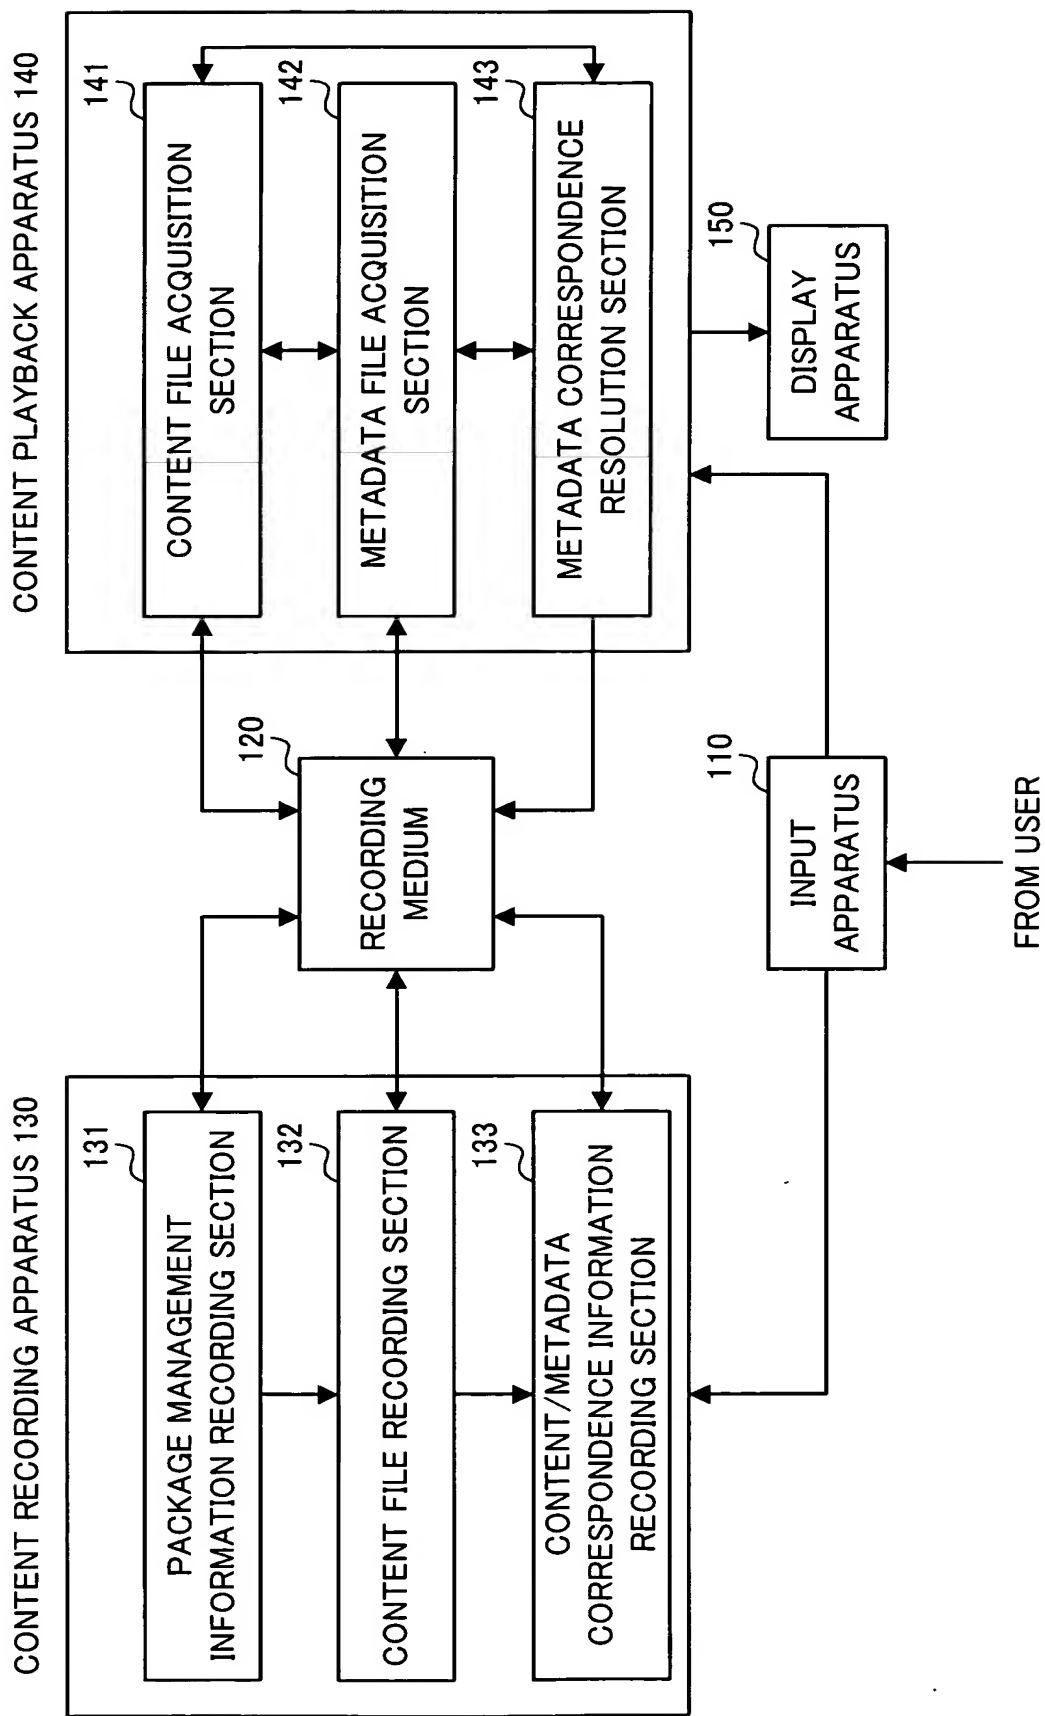 CONTENT RECORDING APPARATUS 130
131
PACKAGE MANAGEMENT
INFORMATION RECORDING SECTION
132
CONTENT FILE RECORDING SECTION
133
CONTENT/METADATA
CORRESPONDENCE INFORMATION
RECORDING SECTION
120
RECORDING
MEDIUM
110
INPUT
APPARATUS
FROM USER
CONTENT PLAYBACK APPARATUS 140
141
CONTENT FILE ACQUISITION
SECTION
142
METADATA FILE ACQUISITION
SECTION
143
METADATA CORRESPONDENCE
RESOLUTION SECTION
150
DISPLAY
APPARATUS